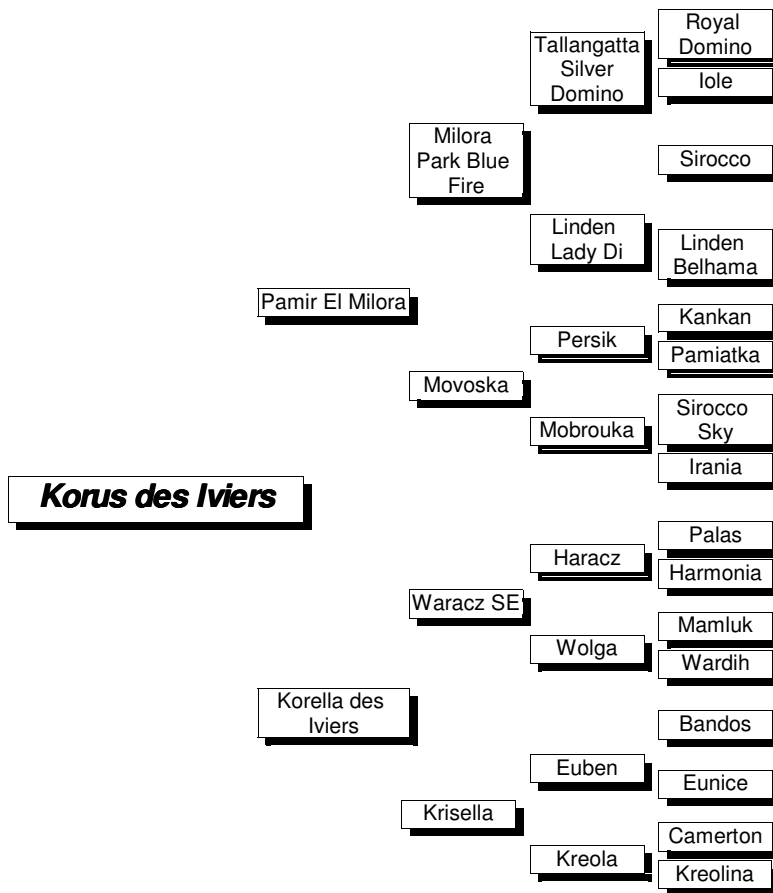 Royal
Domino
Tallangatta
Silver
Domino
Iole
Milora
Park Blue
Fire
Sirocco
Linden
Lady Di
Linden
Belhama
Pamir El Milora
Kankan
Persik
Pamiatka
Movoska
Sirocco
Sky
Mobrouka
Irania
Korus des Iviers
Palas
Haracz
Harmonia
Waracz SE
Mamluk
Wolga
Wardih
Korella des
Iviers
Bandos
Euben
Eunice
Krisella
Camerton
Kreola
Kreolina